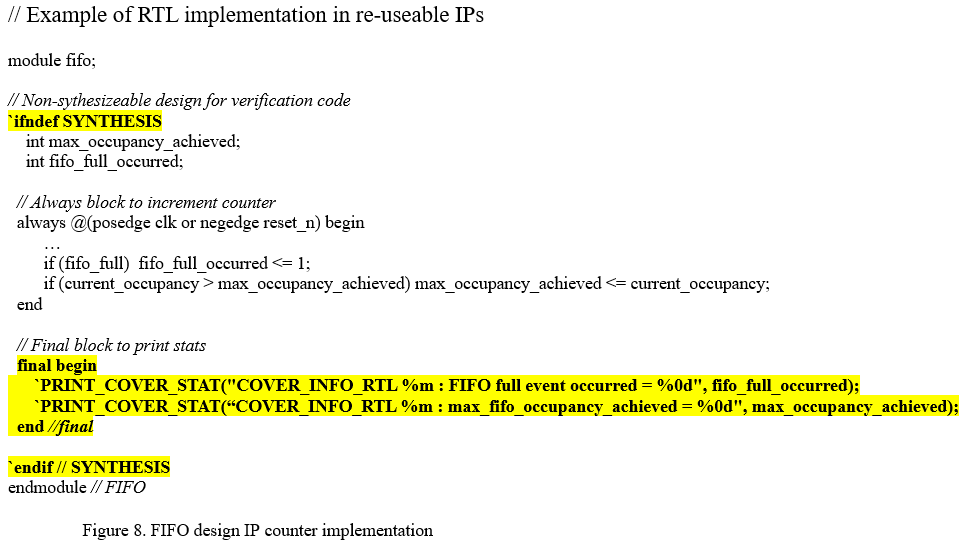 // Example of RTL implementation in re-useable IPs
module fifo;
// Non-sythesizeable design for verification code
`ifndef SYNTHESIS
int max_occupancy_achieved;
int fifo_full_occurred;
// Always block to increment counter
always @(posedge clk or negedge reset_n) begin
…
if (fifo_full)  fifo_full_occurred <= 1;
if (current_occupancy > max_occupancy_achieved) max_occupancy_achieved <= current_occupancy;
end
// Final block to print stats
final begin
`PRINT_COVER_STAT("COVER_INFO_RTL %m : FIFO full event occurred = %0d", fifo_full_occurred);
`PRINT_COVER_STAT(“COVER_INFO_RTL %m : max_fifo_occupancy_achieved = %0d", max_occupancy_achieved);
end //final
`endif // SYNTHESIS
endmodule // FIFO
Figure 8. FIFO design IP counter implementation